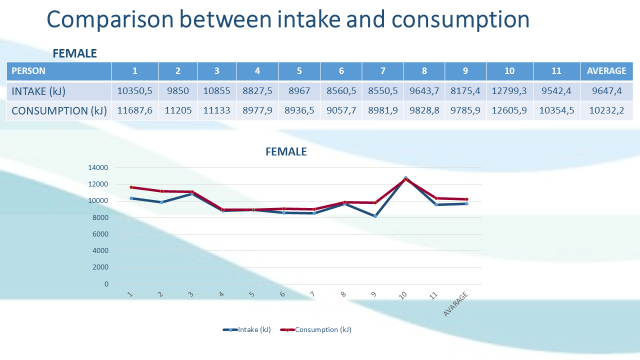 Comparison between intake and consumption
FEMALE
PERSON 1 2 3 4 5 6 7 8 9 10 11 AVERAGE
INTAKE (kJ) 10350,5 9850 10855 8827,5 8967 8560,5 8550,5 9643,7 8175,4 12799,3 9542,4 9647,4
CONSUMPTION (kJ) 11687,6 11205 11133 8977,9 8936,5 9057,7 8981,9 9828,8 9785,9 12605,9 10354,5 10232,2
FEMALE
14000
12000
10000
8000
6000
4000
2000
0
1 2 3 4 5 6 7 8 9 10 11 AVARAGE
Intake (kJ) Consumption (kJ)